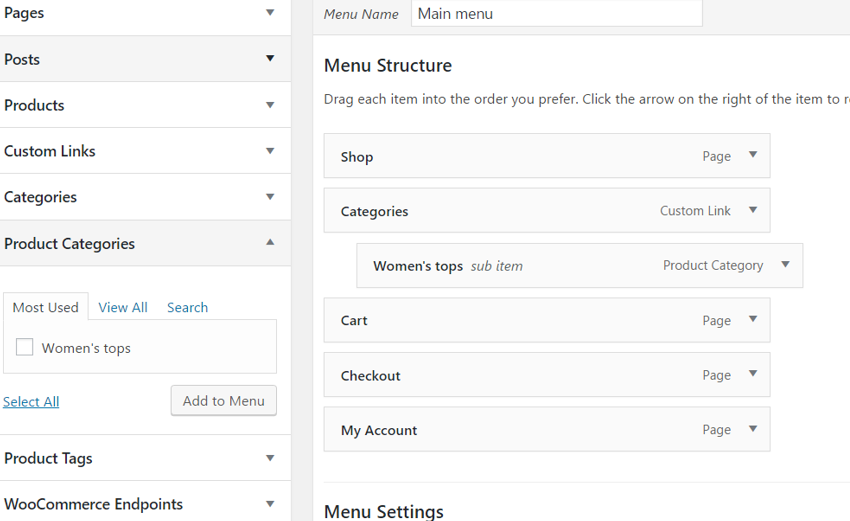 Pages
Posts
Products
Custom Links
Categories
Product Categories
Most Used View All Search
Women's tops
Select All Add to Menu
Product Tags
WooCommerce Endpoints
Menu Name Main menu
Menu Structure
Drag each item into the order you prefer. Click the arrow on the right of the item to
Shop Page
Categories Custom Link
Women's tops sub item Product Category
Cart Page
Checkout Page
My Account Page
Menu Settings